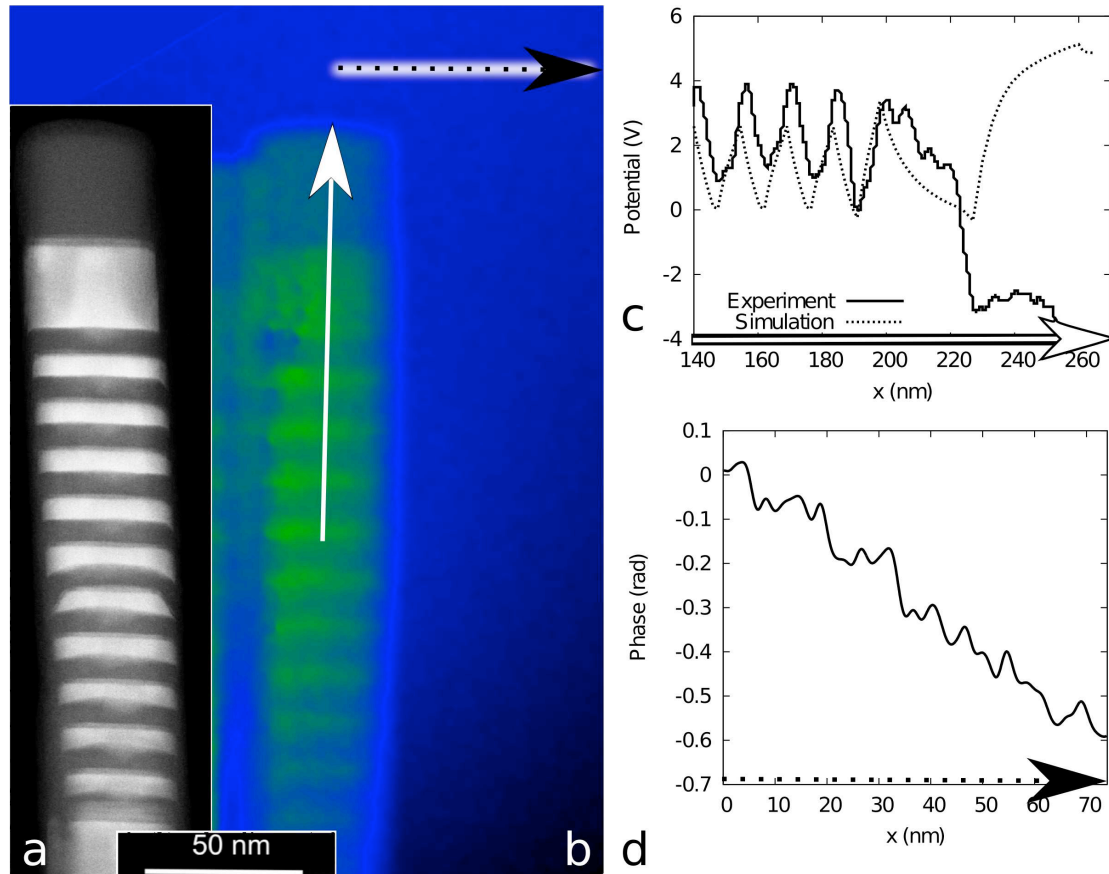 a
50 nm
b
6
4
2
0
-2
-4
Potential (V)
c
Experiment
Simulation
140 160 180 200 220 240 260
x (nm)
0.1
0
-0.1
-0.2
-0.3
-0.4
-0.5
-0.6
-0.7
Phase (rad)
0 10 20 30 40 50 60 70
x (nm)
d